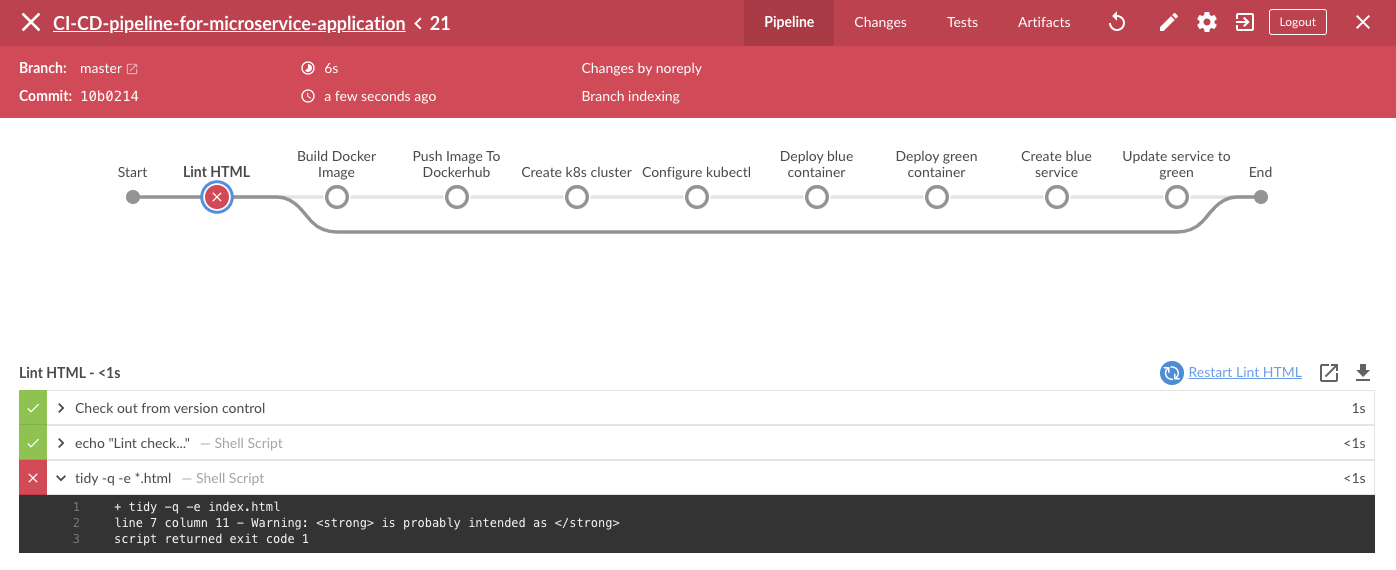 CI-CD-pipeline-for-microservice-application < 21
Pipeline Changes Tests Artifacts Logout
Branch: master 6s Changes by noreply
Commit: 10b0214 a few seconds ago Branch indexing
Start
Lint HTML
Build Docker
Image
Push Image To
Dockerhub
Create k8s cluster
Configure kubectl
Deploy blue
container
Deploy green
container
Create blue
service
Update service to
green
End
Lint HTML - <1s
Restart Lint HTML
Check out from version control 1s
echo "Lint check..." — Shell Script <1s
tidy -q -e *.html — Shell Script <1s
1 + tidy -q -e index.html
2 line 7 column 11 - Warning: <strong> is probably intended as </strong>
3 script returned exit code 1